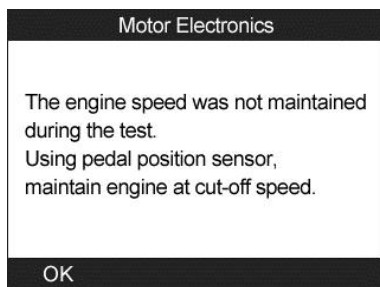 Motor Electronics
The engine speed was not maintained
during the test.
Using pedal position sensor,
maintain engine at cut-off speed.
OK